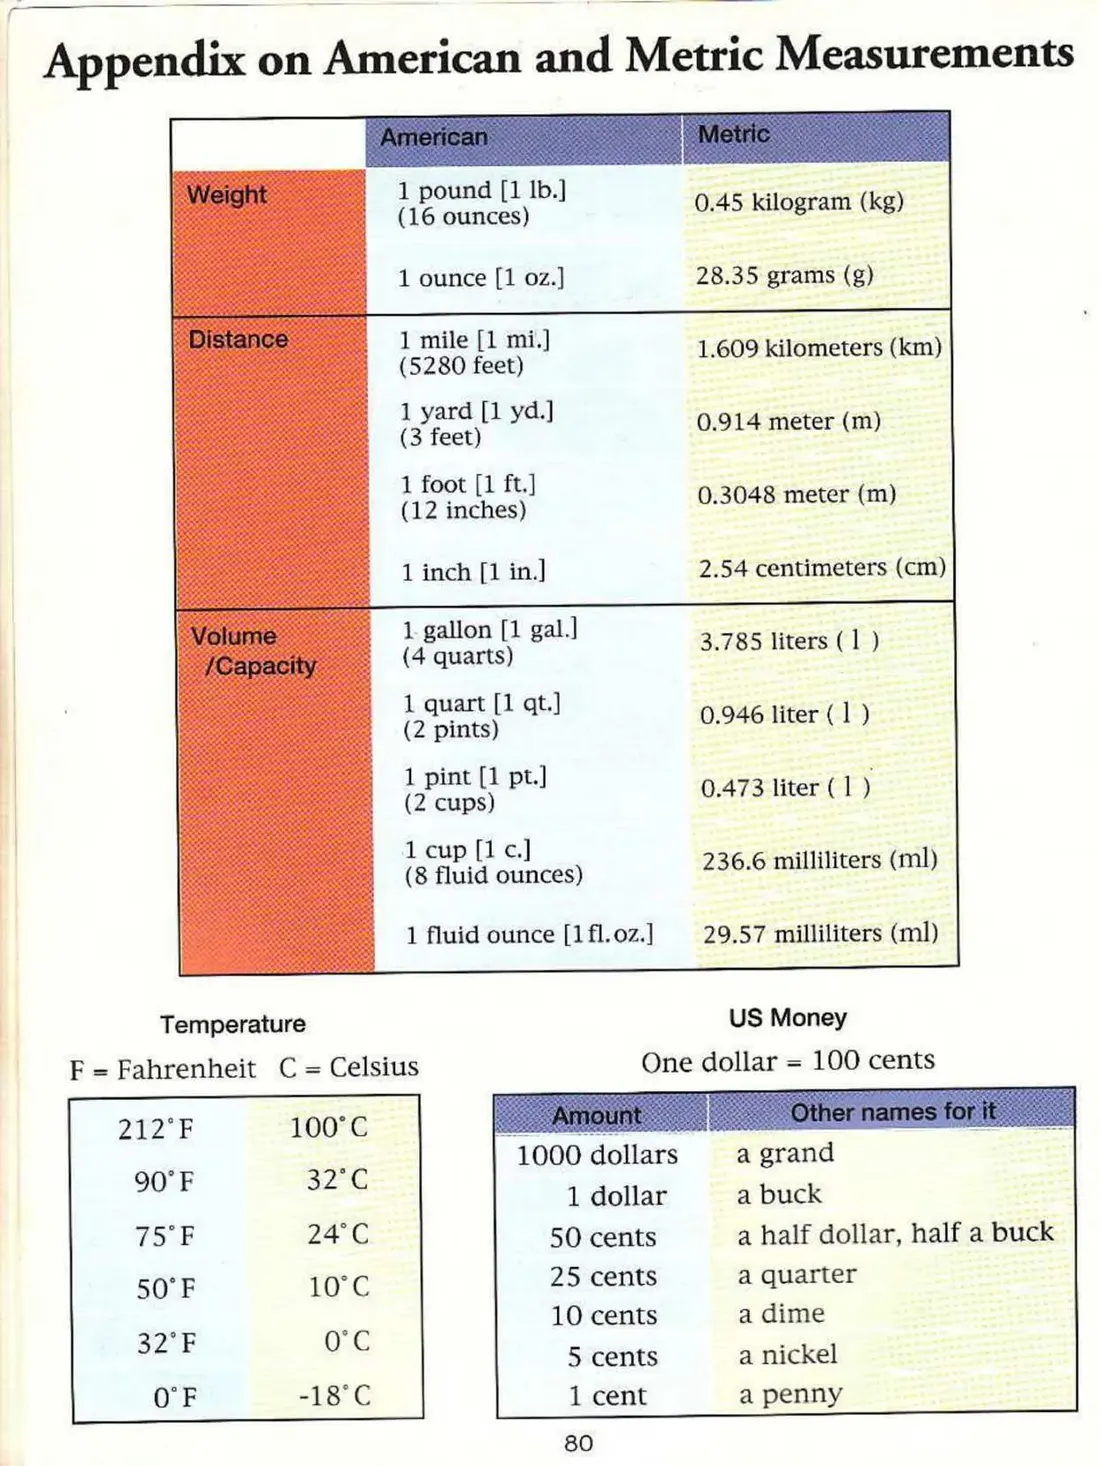 Appendix on American and Metric Measurements
American Metric
Weight
1 pound [1 lb.]
(16 ounces)
0.45 kilogram (kg)
1 ounce [1 oz.] 28.35 grams (g)
Distance
1 mile [1 mi.]
(5280 feet)
1.609 kilometers (km)
1 yard [1 yd.]
(3 feet)
0.914 meter (m)
1 foot [1 ft.]
(12 inches)
0.3048 meter (m)
1 inch [1 in.] 2.54 centimeters (cm)
Volume
/Capacity
1 gallon [1 gal.]
(4 quarts)
3.785 liters ( l )
1 quart [1 qt.]
(2 pints)
0.946 liter ( l )
1 pint [1 pt.]
(2 cups)
0.473 liter ( l )
1 cup [1 c.]
(8 fluid ounces)
236.6 milliliters (ml)
1 fluid ounce [1fl.oz.] 29.57 milliliters (ml)
Temperature
F = Fahrenheit C = Celsius
212°F 100°C
90°F 32°C
75°F 24°C
50°F 10°C
32°F 0°C
0°F -18°C
US Money
One dollar = 100 cents
Amount Other names for it
1000 dollars a grand
1 dollar a buck
50 cents a half dollar, half a buck
25 cents a quarter
10 cents a dime
5 cents a nickel
1 cent a penny
80